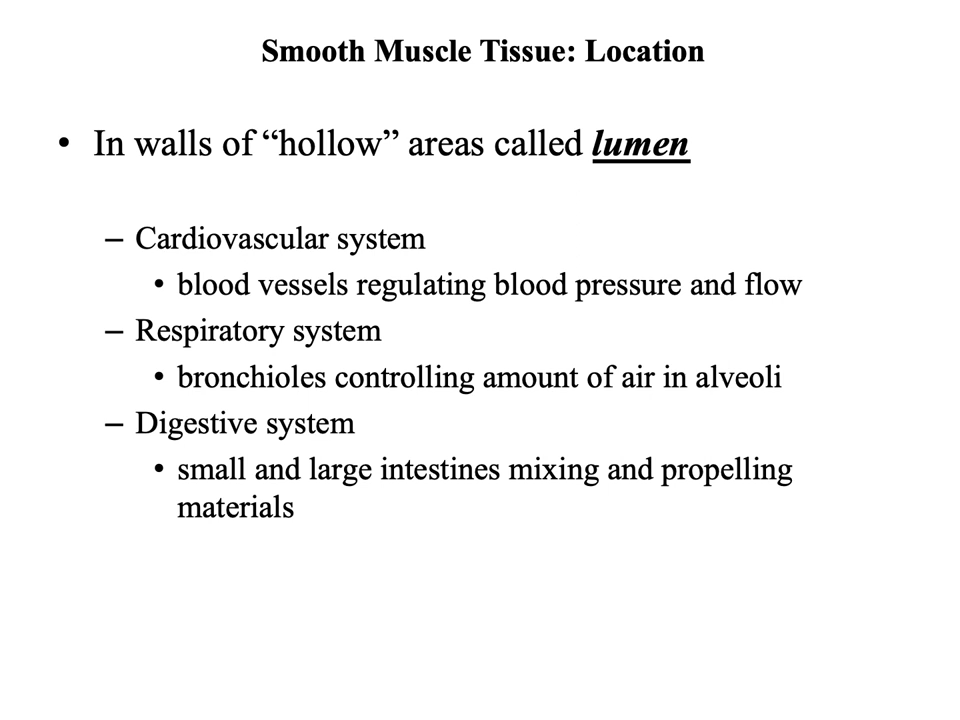 Smooth Muscle Tissue: Location
• In walls of “hollow” areas called lumen
– Cardiovascular system
• blood vessels regulating blood pressure and flow
– Respiratory system
• bronchioles controlling amount of air in alveoli
– Digestive system
• small and large intestines mixing and propelling
materials